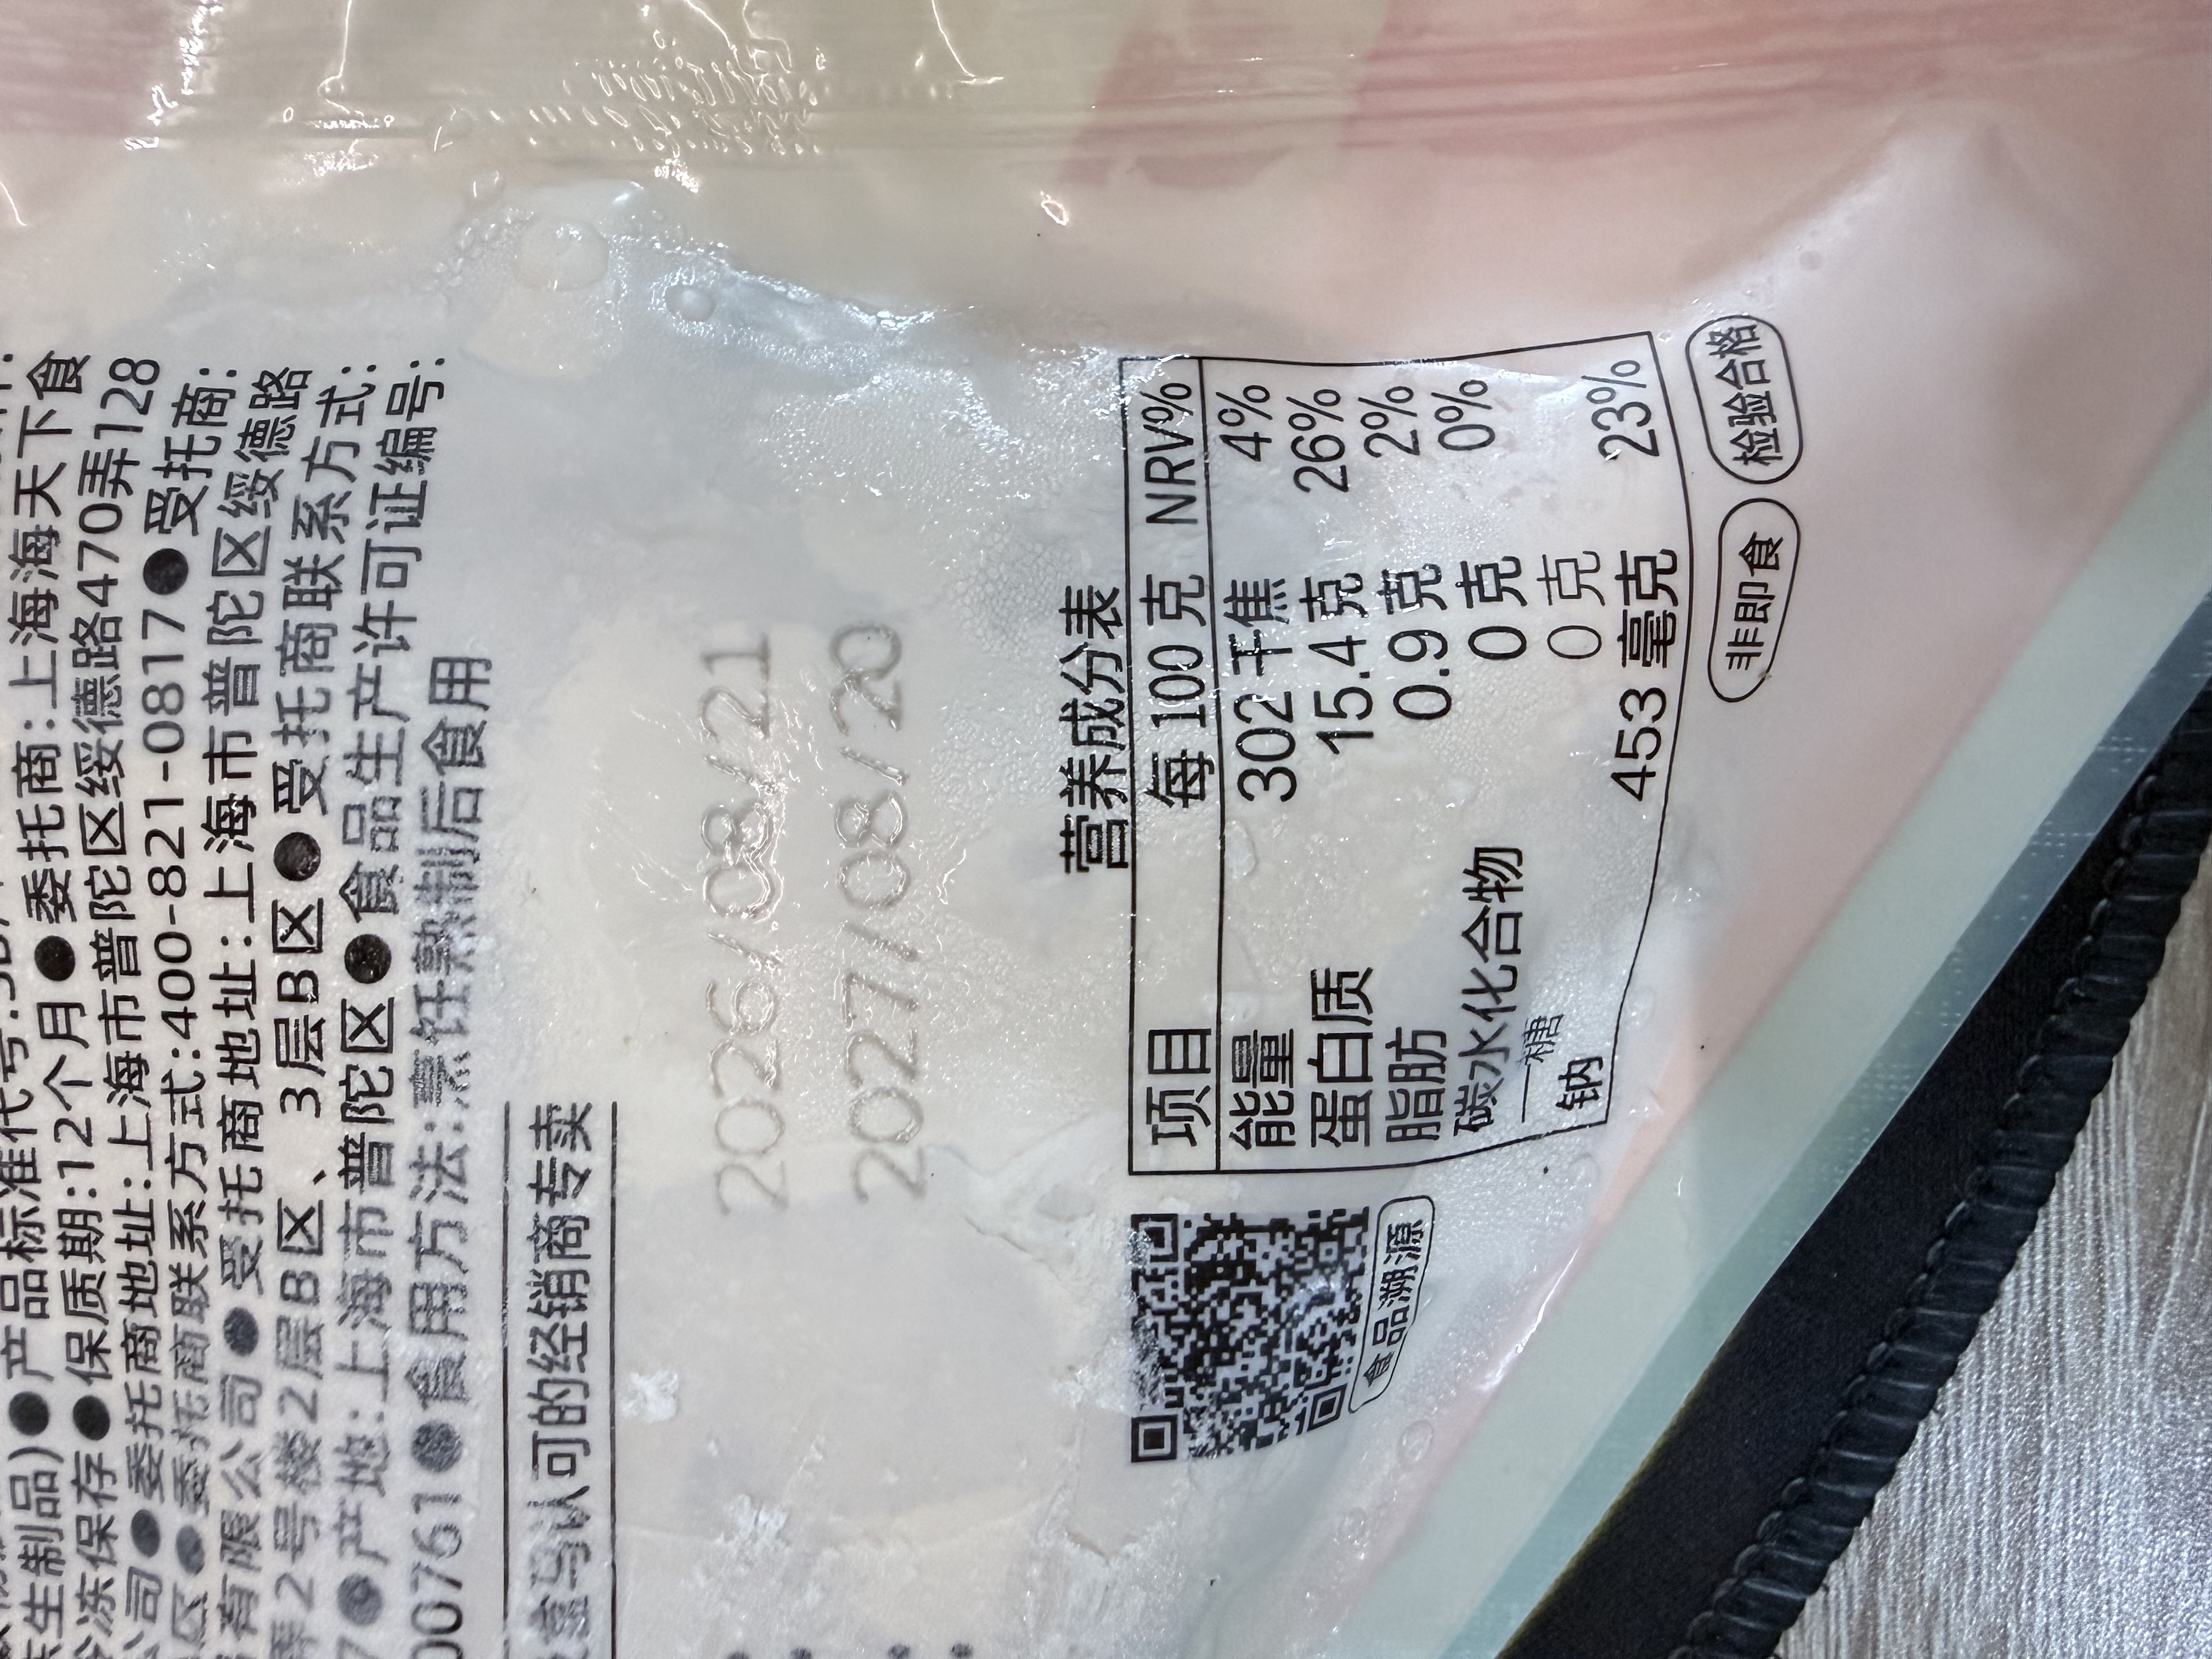 生制品)●产品标准代号:
冷冻保存●保质期:12个月●委托商:上海海天下食
公司●委托商地址:上海市普陀区绥德路470弄128
区●委托商联系方式:400-821-0817●受托商:
有限公司●受托商地址:上海市普陀区绥德路
弄2号楼2层B区、3层B区●受托商联系方式:
7●产地:上海市普陀区●食品生产许可证编号:
00761●食用方法:烹饪熟制后食用
盒马认可的经销商专卖
2026/08/21
2027/08/20
营养成分表
项目 每100克 NRV%
能量 302千焦 4%
蛋白质 15.4克 26%
脂肪 0.9克 2%
碳水化合物 0克 0%
—糖 0克
钠 453毫克 23%
食品溯源
非即食 检验合格